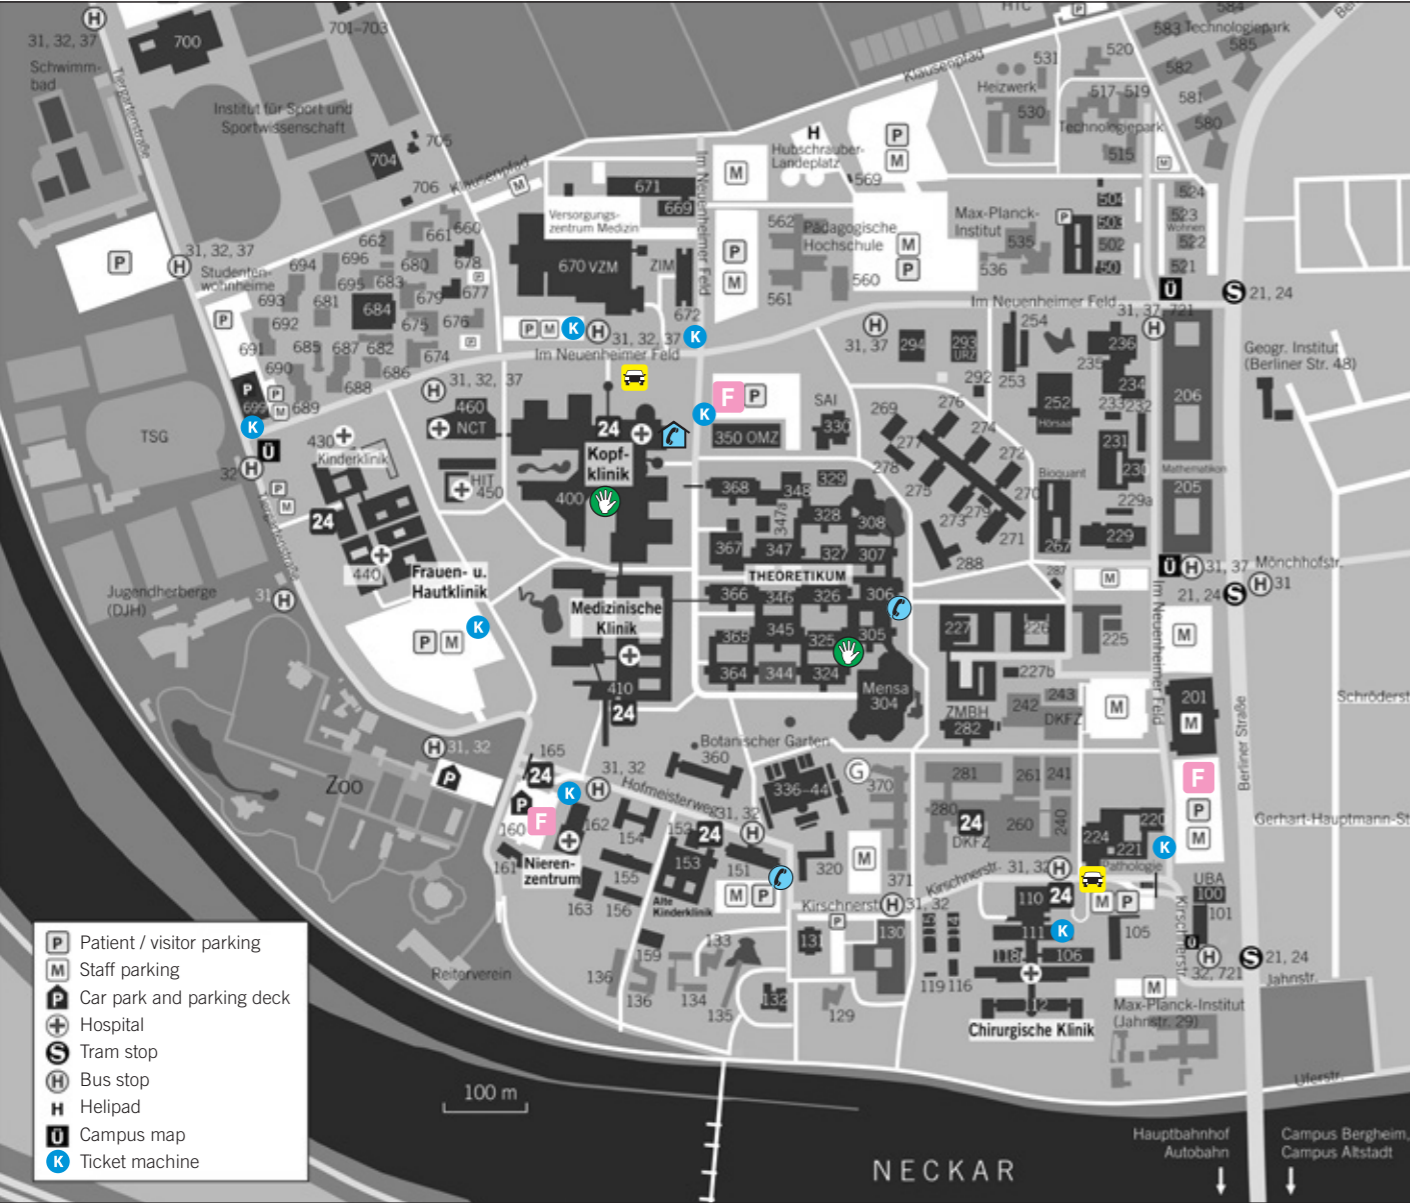 31, 32, 37
Schwimm-
bad
Tiergartenstraße
700
701–703
Institut für Sport und
Sportwissenschaft
704
705
706
Klausenpfad
Klausenpfad
HTC
Heizwerk
531
530
520
517
519
Technologiepark
515
583
584
Technologiepark
585
582
581
580
H
Hubschrauber-
Landeplatz
569
P
M
M
M
671
669
Versorgungs-
zentrum Medizin
670 VZM
ZIM
672
Im Neuenheimer Feld
P
M
562
Pädagogische
Hochschule
561
560
M
P
Max-Planck-
Institut
535
536
504
503
502
501
524
523
Wohnen
522
521
Ü
S 21, 24
Im Neuenheimer Feld
31, 37, 721
31, 32, 37
Studenten-
wohnheime
P
694
696
662
661
660
695
683
680
678
693
681
684
679
677
692
675
676
691
685
687
682
674
690
686
688
689
699
P
K
Ü
32
TSG
P M K H
31, 32, 37
Im Neuenheimer Feld
K
31, 32, 37
460
NCT
HIT
450
430
Kinderklinik
24
440
Frauen- u.
Hautklinik
24
Kopf-
klinik
400
K
F P
350 OMZ
SAI
330
31, 37
294
293
URZ
292
253
254
252
Hörsaal
235
236
234
233
232
231
230
229a
229
206
Mathematikon
205
Geogr. Institut
(Berliner Str. 48)
269
276
277
274
278
272
275
270
273
279
271
288
Bioquant
267
287
368
348
329
347a
328
308
367
347
327
307
THEORETIKUM
366
346
326
306
365
345
325
305
364
344
324
Mensa
304
Medizinische
Klinik
410
24
Jugendherberge
(DJH)
31
P M K
31, 37
Mönchhofstr.
31
21, 24
Im Neuenheimer Feld
M
227
226
225
227b
ZMBH
282
242
243
DKFZ
M
201
M
Berliner Straße
Schröderst
Zoo
31, 32
165
24
K
160
F
161
162
163
Nieren-
zentrum
31, 32
Hofmeisterweg
Botanischer Garten
360
336–44
G
370
371
154
155
156
152
24
153
Alte
Kinderklinik
31, 32
151
M P
320
M
281
261
241
280
24
DKFZ
260
240
224
220
221
Pathologie
K
F
P
M
Gerhart-Hauptmann-St
Kirschnerstr.
31, 32
Kirschnerstr.
31, 32
110
24
111
K
118
106
112
Chirurgische Klinik
M P
105
UBA
100
101
Ü
32, 721
21, 24
Jahnstr.
M
Max-Planck-Institut
(Jahnstr. 29)
Uferstr.
131
130
119
116
129
132
133
134
135
136
136
159
Reiterverein
P Patient / visitor parking
M Staff parking
P Car park and parking deck
Hospital
S Tram stop
H Bus stop
H Helipad
Ü Campus map
K Ticket machine
100 m
NECKAR
Hauptbahnhof
Autobahn
Campus Bergheim,
Campus Altstadt